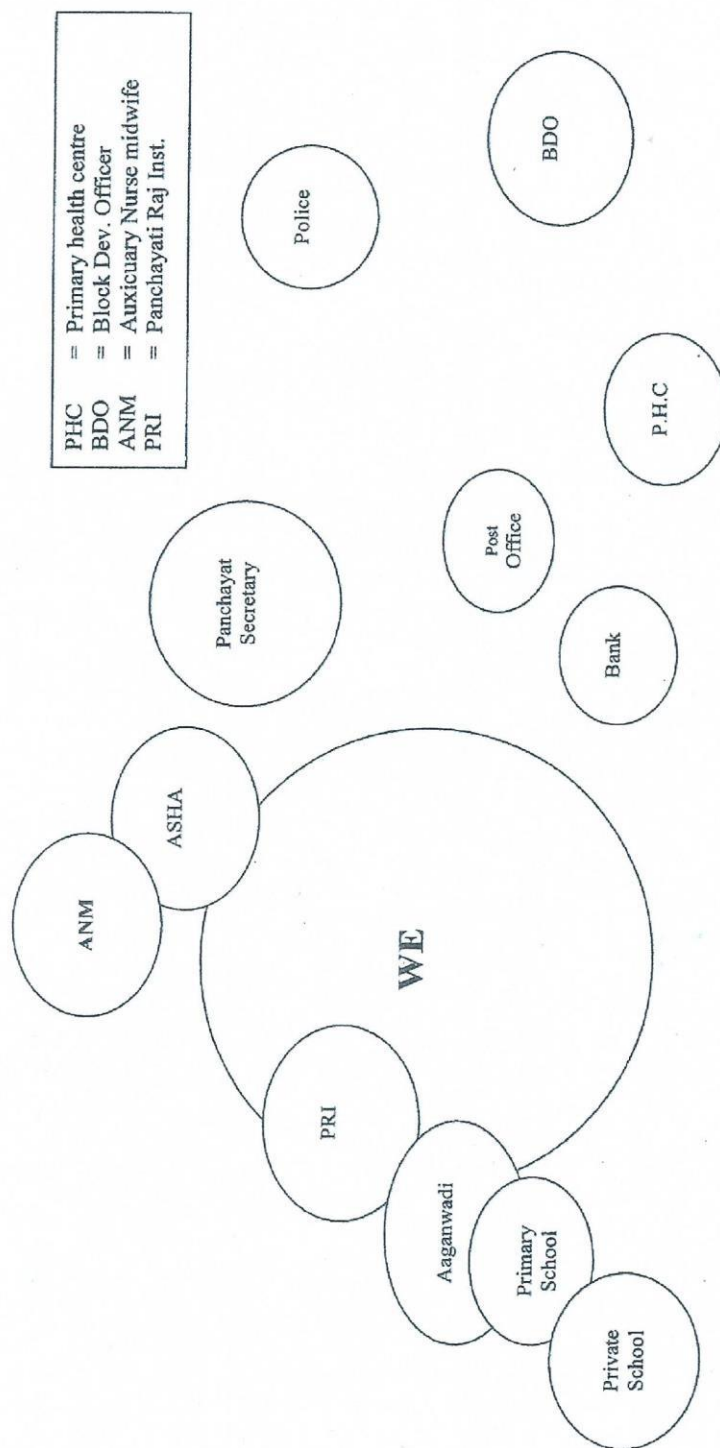 PHC = Primary health centre
BDO = Block Dev. Officer
ANM = Auxicuary Nurse midwife
PRI = Panchayati Raj Inst.
ANM
ASHA
Panchayat
Secretary
Police
PRI
WE
Aaganwadi
Primary
School
Private
School
Post
Office
Bank
P.H.C
BDO